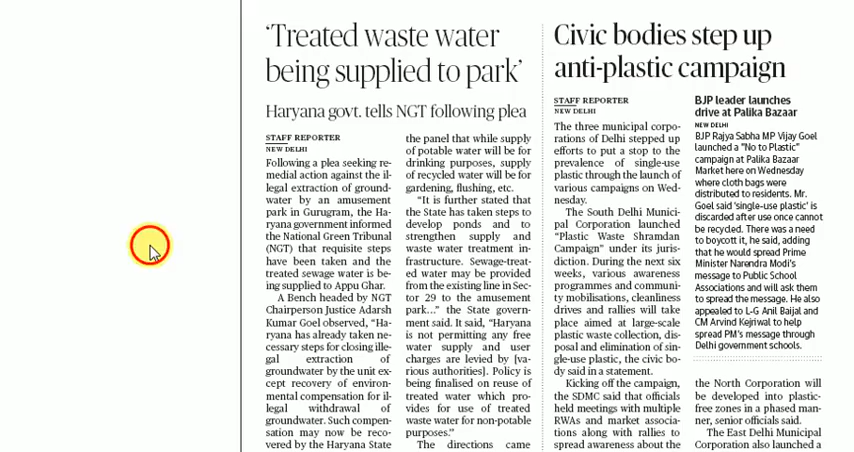 ‘Treated waste water
being supplied to park’
Haryana govt. tells NGT following plea
STAFF REPORTER
NEW DELHI
Following a plea seeking re-
medial action against the il-
legal extraction of ground-
water by an amusement
park in Gurugram, the Ha-
ryana government informed
the National Green Tribunal
(NGT) that requisite steps
have been taken and the
treated sewage water is be-
ing supplied to Appu Ghar.
A Bench headed by NGT
Chairperson Justice Adarsh
Kumar Goel observed, “Ha-
ryana has already taken ne-
cessary steps for closing ille-
gal extraction of
groundwater by the unit ex-
cept recovery of environ-
mental compensation for il-
legal withdrawal of
groundwater. Such compen-
sation may now be reco-
vered by the Haryana State
the panel that while supply
of potable water will be for
drinking purposes, supply
of recycled water will be for
gardening, flushing, etc.
“It is further stated that
the State has taken steps to
develop ponds and to
strengthen supply and
waste water treatment in-
frastructure. Sewage-treat-
ed water may be provided
from the existing line in Sec-
tor 29 to the amusement
park...” the State govern-
ment said. It said, “Haryana
is not permitting any free
water supply and user
charges are levied by [va-
rious authorities]. Policy is
being finalised on reuse of
treated water which pro-
vides for use of treated
waste water for non-potable
purposes.”
The directions came
Civic bodies step up
anti-plastic campaign
STAFF REPORTER
NEW DELHI
The three municipal corpo-
rations of Delhi stepped up
efforts to put a stop to the
prevalence of single-use
plastic through the launch of
various campaigns on Wed-
nesday.
The South Delhi Munici-
pal Corporation launched
“Plastic Waste Shramdan
Campaign” under its juris-
diction. During the next six
weeks, various awareness
programmes and communi-
ty mobilisations, cleanliness
drives and rallies will take
place aimed at large-scale
plastic waste collection, dis-
posal and elimination of sin-
gle-use plastic, the civic bo-
dy said in a statement.
Kicking off the campaign,
the SDMC said that officials
held meetings with multiple
RWAs and market associa-
tions along with rallies to
spread awareness about the
BJP leader launches
drive at Palika Bazaar
NEW DELHI
BJP Rajya Sabha MP Vijay Goel
launched a "No to Plastic"
campaign at Palika Bazaar
Market here on Wednesday
where cloth bags were
distributed to residents. Mr.
Goel said 'single-use plastic' is
discarded after use once cannot
be recycled. There was a need
to boycott it, he said, adding
that he would spread Prime
Minister Narendra Modi's
message to Public School
Associations and will ask them
to spread the message. He also
appealed to L-G Anil Baijal and
CM Arvind Kejriwal to help
spread PM's message through
Delhi government schools.
the North Corporation will
be developed into plastic-
free zones in a phased man-
ner, senior officials said.
The East Delhi Municipal
Corporation also launched a